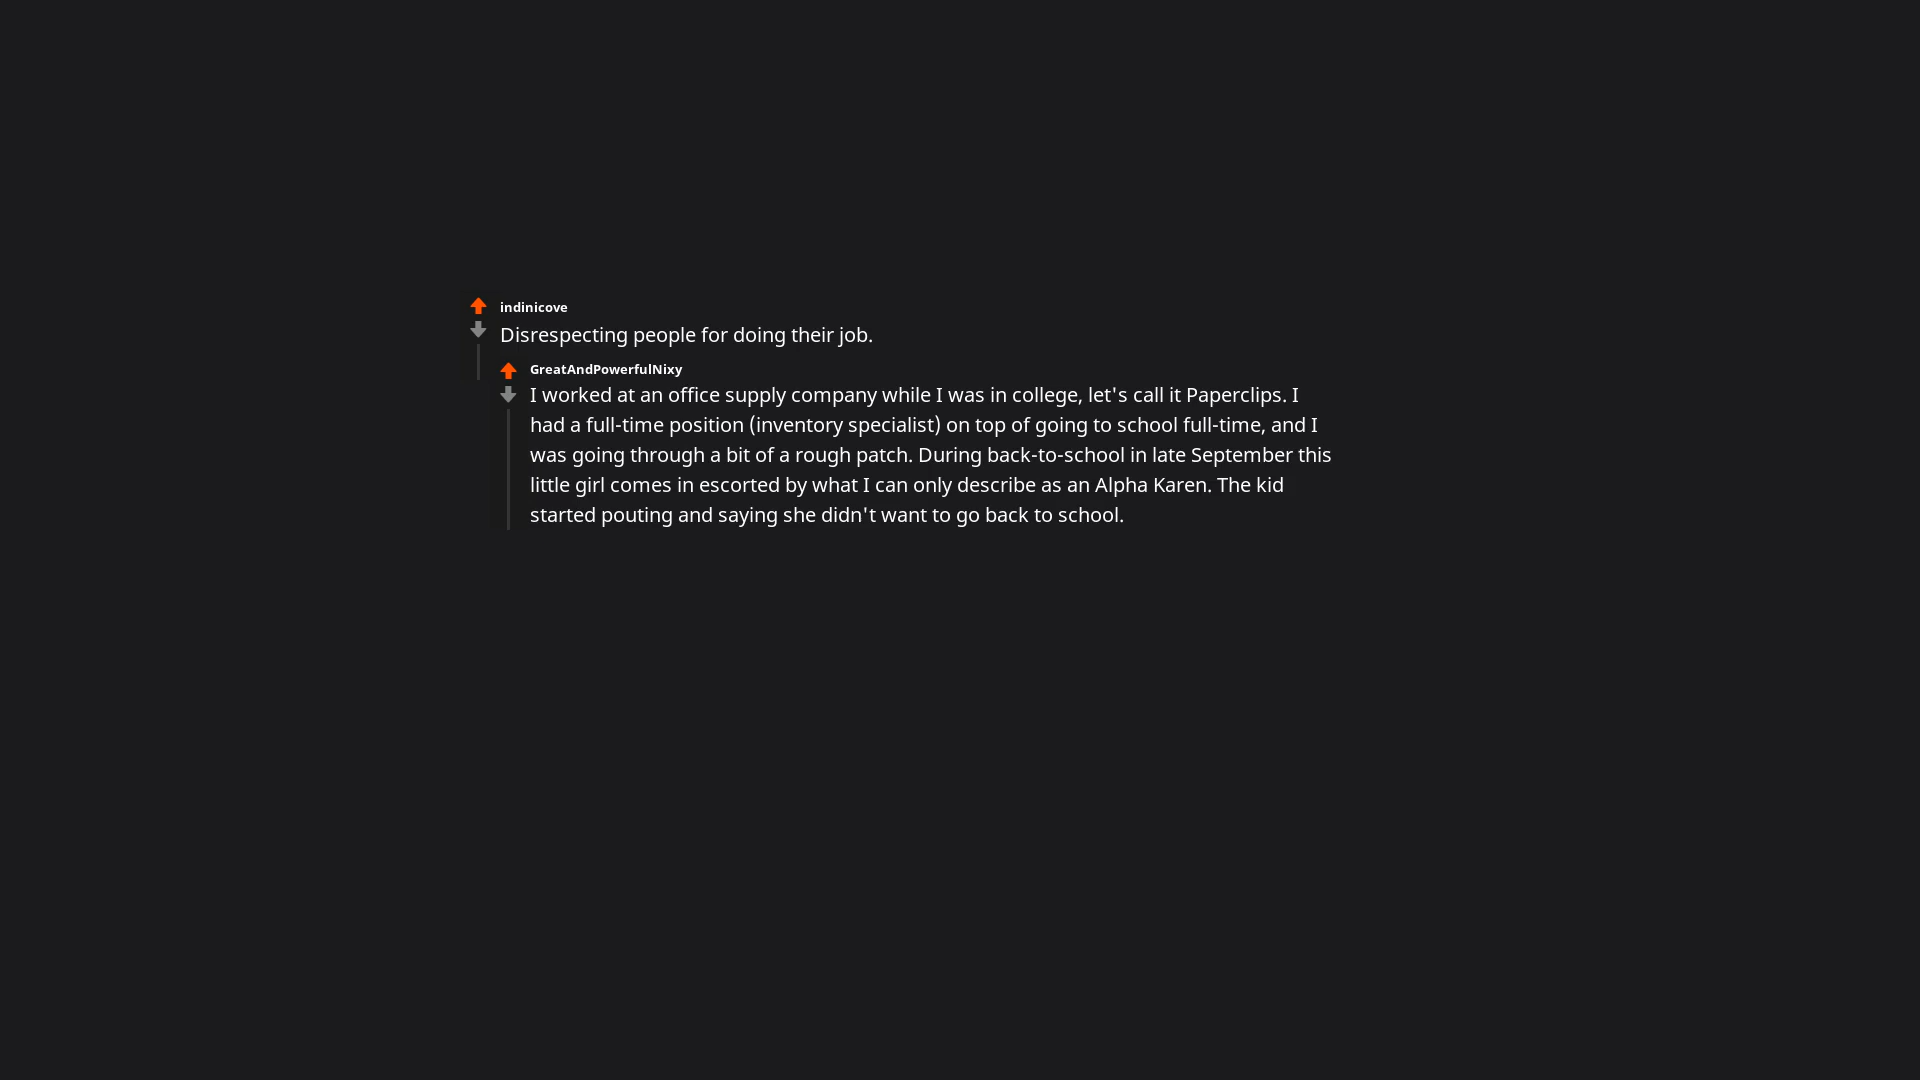 indinicove
Disrespecting people for doing their job.
GreatAndPowerfulNixy
I worked at an office supply company while I was in college, let's call it Paperclips. I
had a full-time position (inventory specialist) on top of going to school full-time, and I
was going through a bit of a rough patch. During back-to-school in late September this
little girl comes in escorted by what I can only describe as an Alpha Karen. The kid
started pouting and saying she didn't want to go back to school.